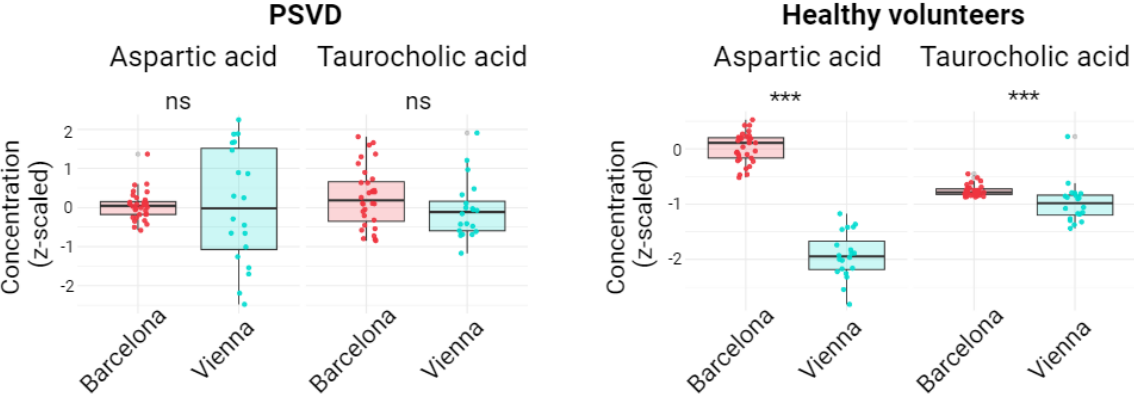 PSVD
Aspartic acid
Taurocholic acid
ns
ns
Concentration
(z-scaled)
2
1
0
-1
-2
Barcelona
Vienna
Barcelona
Vienna
Healthy volunteers
Aspartic acid
Taurocholic acid
***
***
Concentration
(z-scaled)
0
-1
-2
Barcelona
Vienna
Barcelona
Vienna